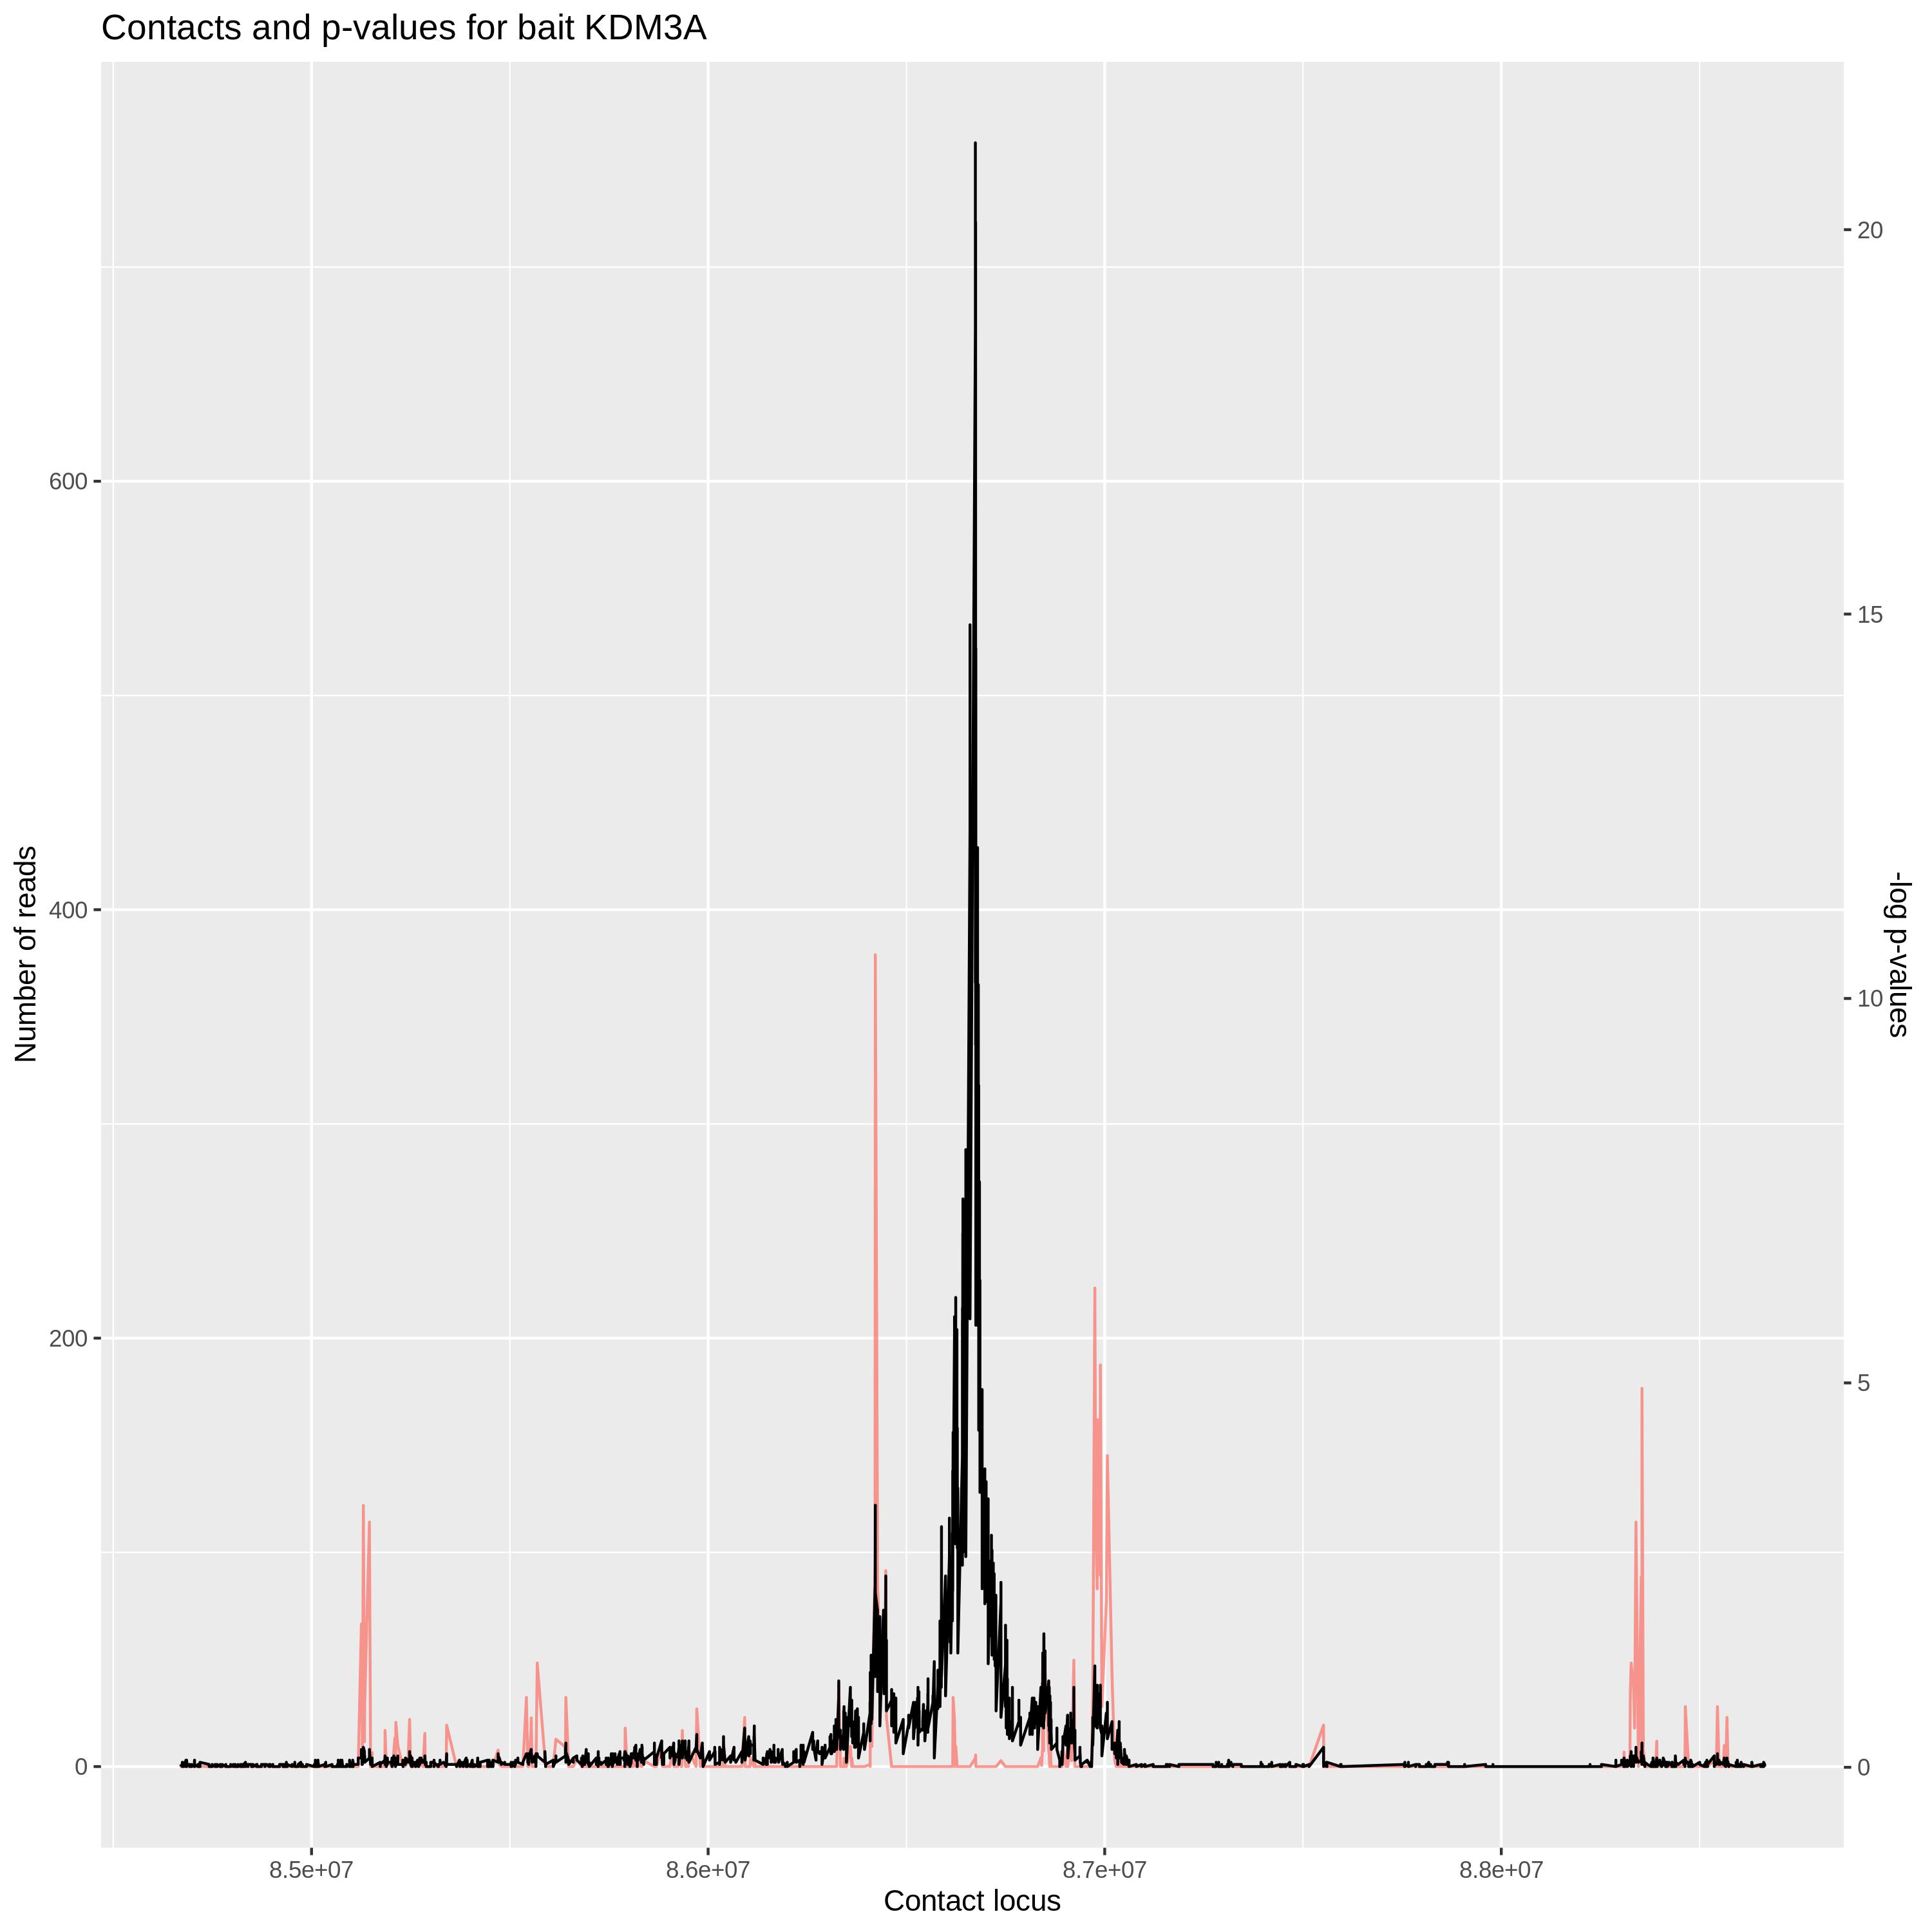 Contacts and p-values for bait KDM3A
Number of reads
600
400
200
0
20
15
10
5
0
-log p-values
8.5e+07
8.6e+07
8.7e+07
8.8e+07
Contact locus